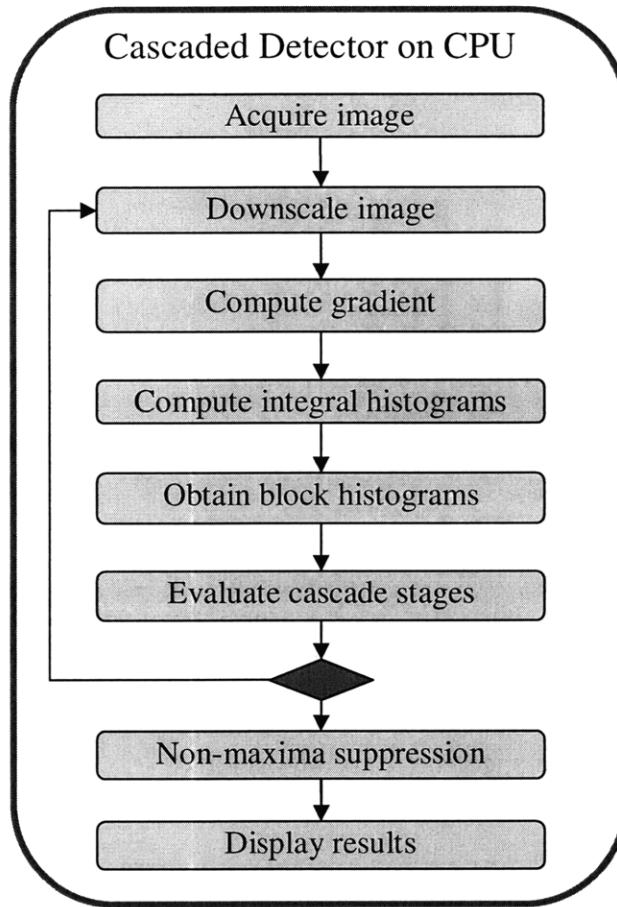 Cascaded Detector on CPU
Acquire image
Downscale image
Compute gradient
Compute integral histograms
Obtain block histograms
Evaluate cascade stages
Non-maxima suppression
Display results